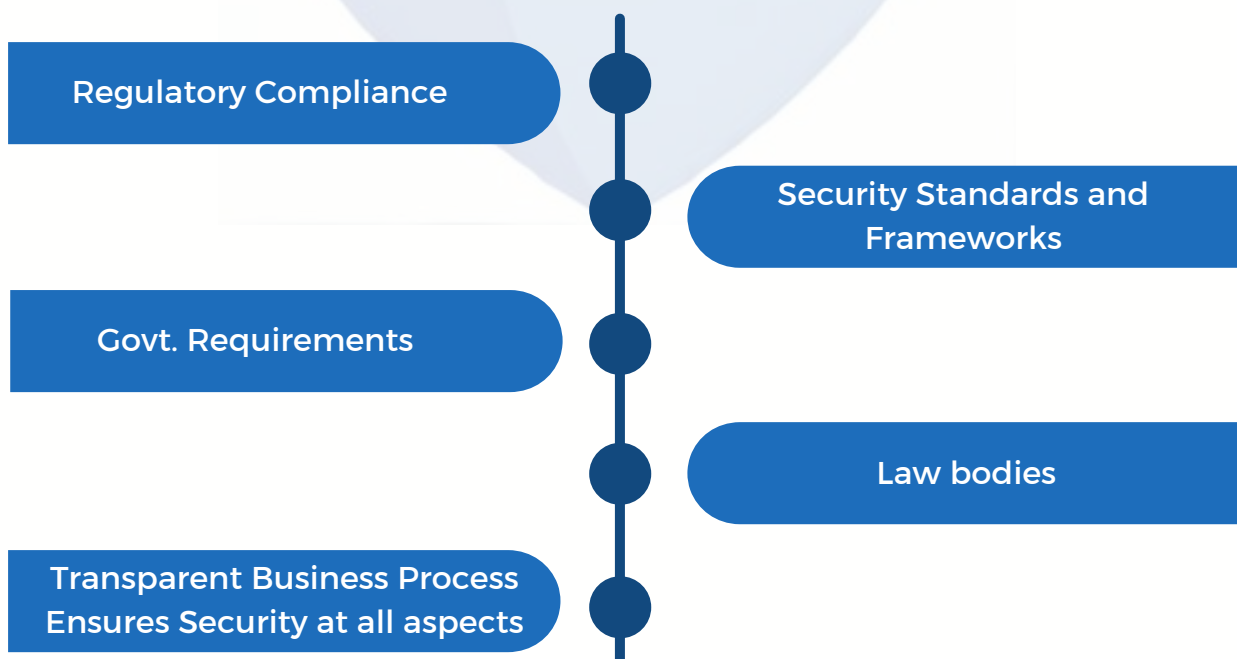 Regulatory Compliance
Security Standards and
Frameworks
Govt. Requirements
Law bodies
Transparent Business Process
Ensures Security at all aspects